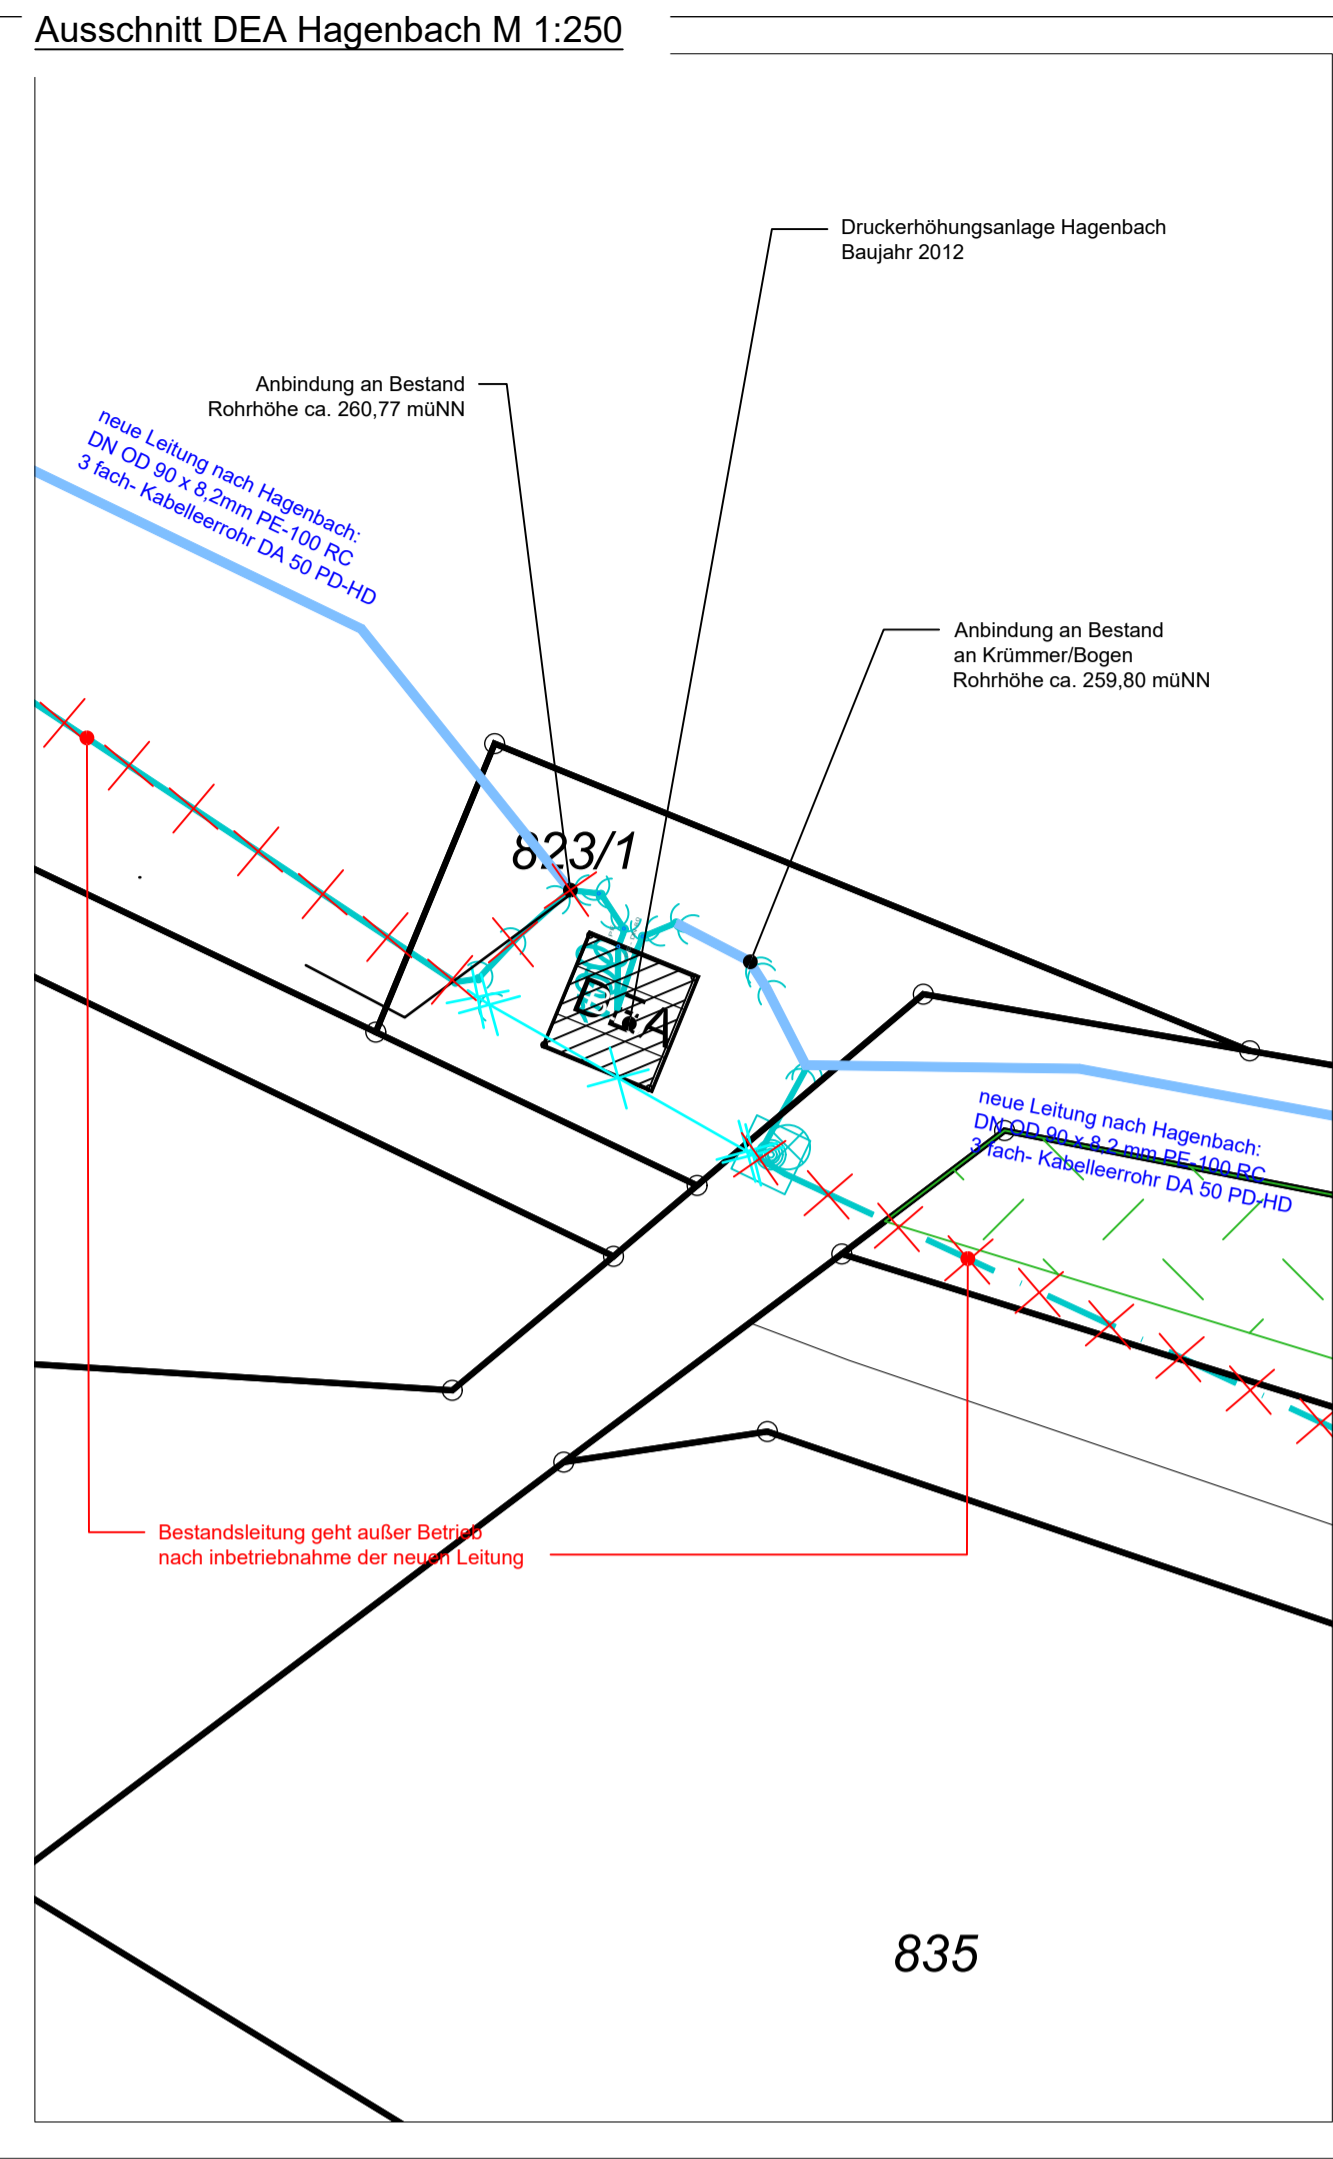 Ausschnitt DEA Hagenbach M 1:250
Druckerhöhungsanlage Hagenbach
Baujahr 2012
Anbindung an Bestand
Rohrhöhe ca. 260,77 müNN
neue Leitung nach Hagenbach:
DN OD 90 x 8,2mm PE-100 RC
3 fach- Kabelleerrohr DA 50 PD-HD
Anbindung an Bestand
an Krümmer/Bogen
Rohrhöhe ca. 259,80 müNN
823/1
DEA
neue Leitung nach Hagenbach:
DN OD 90 x 8,2 mm PE-100 RC
3 fach- Kabelleerrohr DA 50 PD-HD
Bestandsleitung geht außer Betrieb
nach inbetriebnahme der neuen Leitung
835